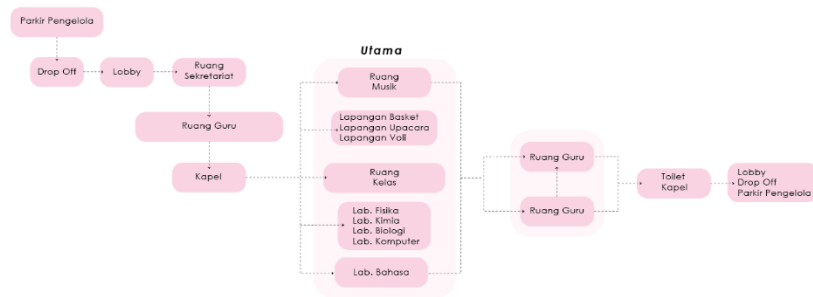 Parkir Pengelola
Drop Off
Lobby
Ruang
Sekretariat
Ruang Guru
Kapel
Utama
Ruang
Musik
Lapangan Basket
Lapangan Upacara
Lapangan Volli
Ruang
Kelas
Lab. Fisika
Lab. Kimia
Lab. Biologi
Lab. Komputer
Lab. Bahasa
Ruang Guru
Ruang Guru
Toilet
Kapel
Lobby
Drop Off
Parkir Pengelola